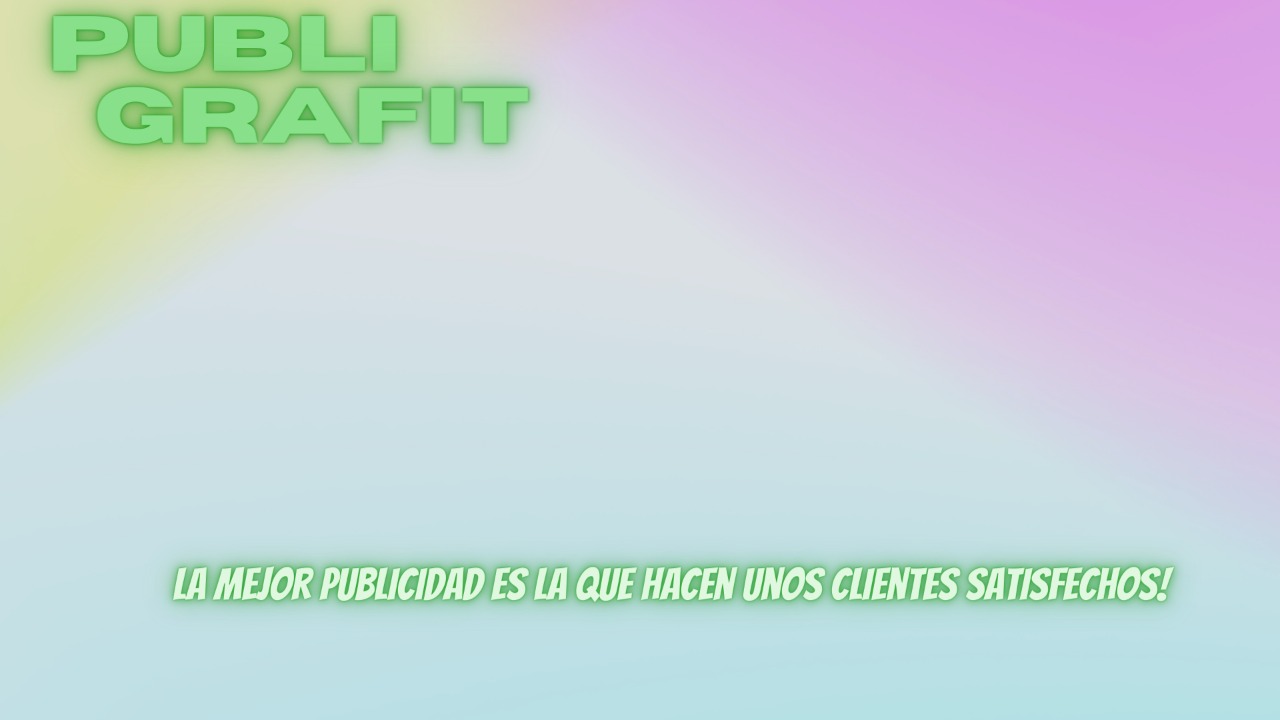 PUBLI
GRAFIT
LA MEJOR PUBLICIDAD ES LA QUE HACEN UNOS CLIENTES SATISFECHOS!